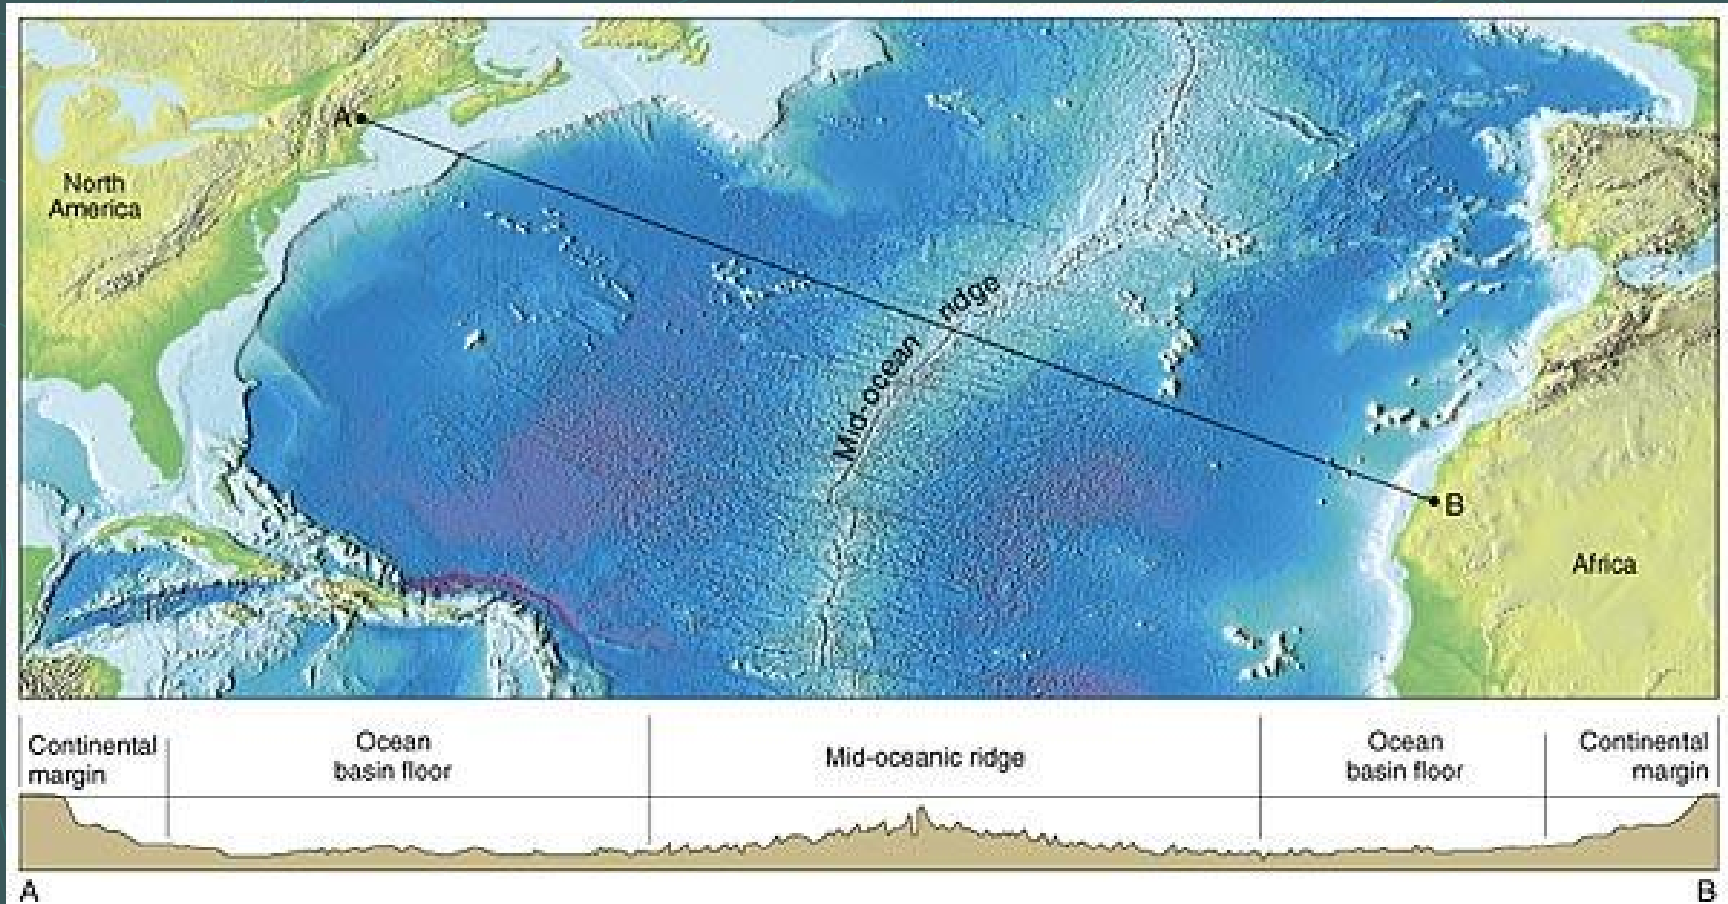 A
North
America
Mid-ocean ridge
B
Africa
Continental
margin
Ocean
basin floor
Mid-oceanic ridge
Ocean
basin floor
Continental
margin
A
B